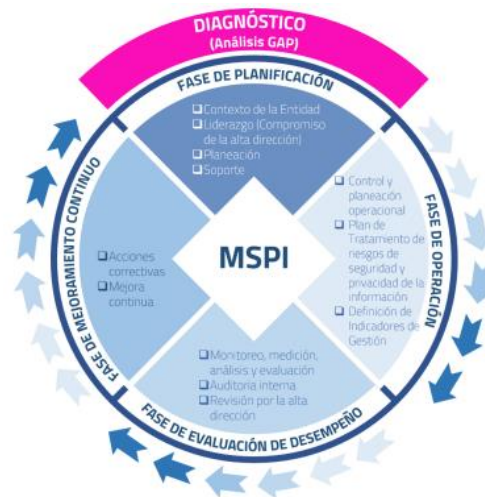 DIAGNÓSTICO
(Análisis GAP)
FASE DE PLANIFICACIÓN
❑Contexto de la Entidad
❑Liderazgo (Compromiso
de la alta dirección)
❑Planeación
❑Soporte
❑ Control y
planeación
operacional
❑ Plan de
Tratamiento de
riesgos de
seguridad y
privacidad de la
información
❑ Definición de
Indicadores de
Gestión
FASE DE OPERACIÓN
MSPI
❑Acciones
correctivas
❑Mejora
continua
FASE DE MEJORAMIENTO CONTINUO
❑Monitoreo, medición,
análisis y evaluación
❑Auditoria interna
❑Revisión por la alta
dirección
FASE DE EVALUACIÓN DE DESEMPEÑO